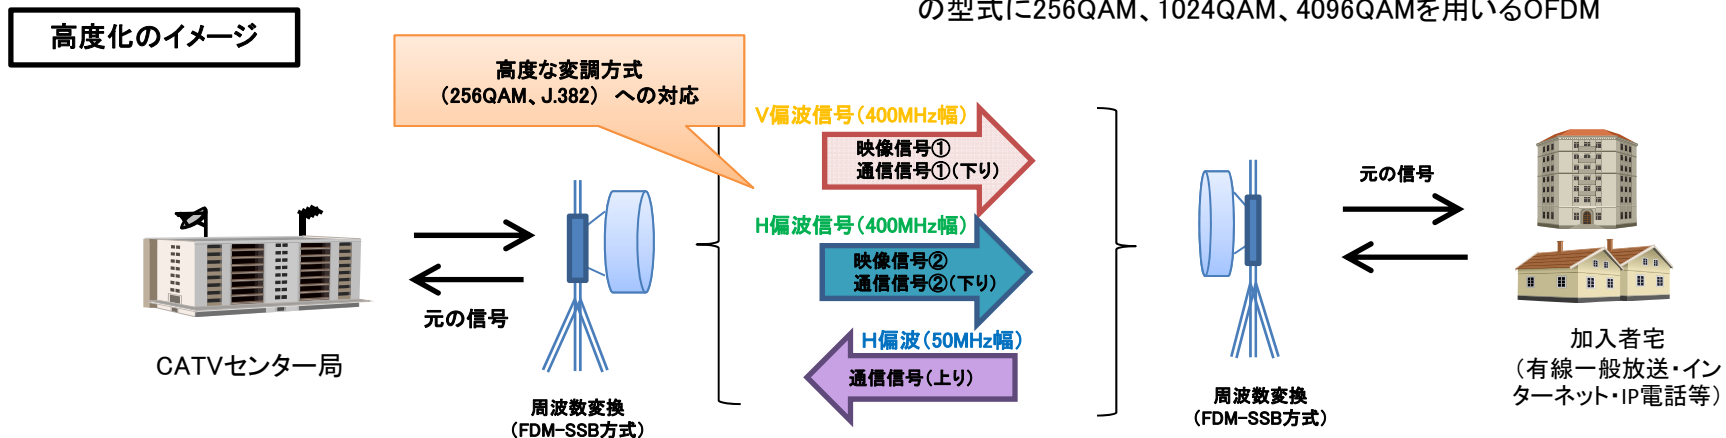 の型式に256QAM、1024QAM、4096QAMを用いるOFDM
高度化のイメージ
高度な変調方式
（256QAM、J.382） への対応
V偏波信号（400MHz幅）
映像信号①
通信信号①（下り）
H偏波信号（400MHz幅）
映像信号②
通信信号②（下り）
H偏波（50MHz幅）
通信信号（上り）
元の信号
CATVセンター局
周波数変換
（FDM-SSB方式）
元の信号
周波数変換
（FDM-SSB方式）
加入者宅
（有線一般放送・イン
ターネット・IP電話等）